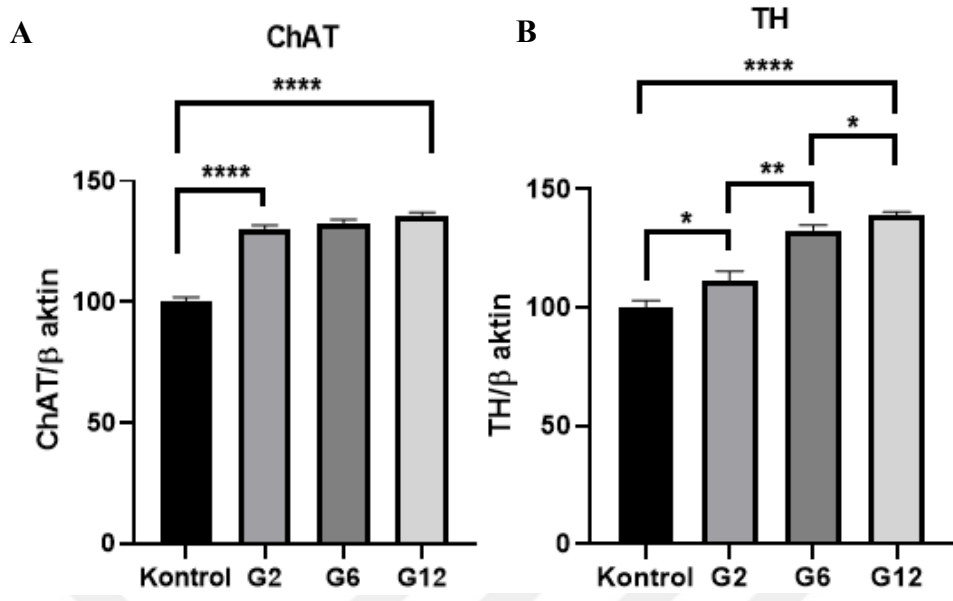 A
ChAT
****
****
150
100
50
0
ChAT/β aktin
Kontrol G2 G6 G12
B
TH
****
*
**
*
150
100
50
0
TH/β aktin
Kontrol G2 G6 G12